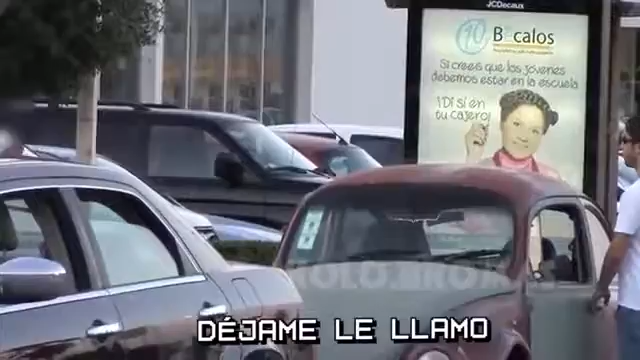 JCDecaux
10 Bécalos
Si crees que los jóvenes
debemos estar en la escuela
¡Di sí en
tu cajero!
DÉJAME LE LLAMO